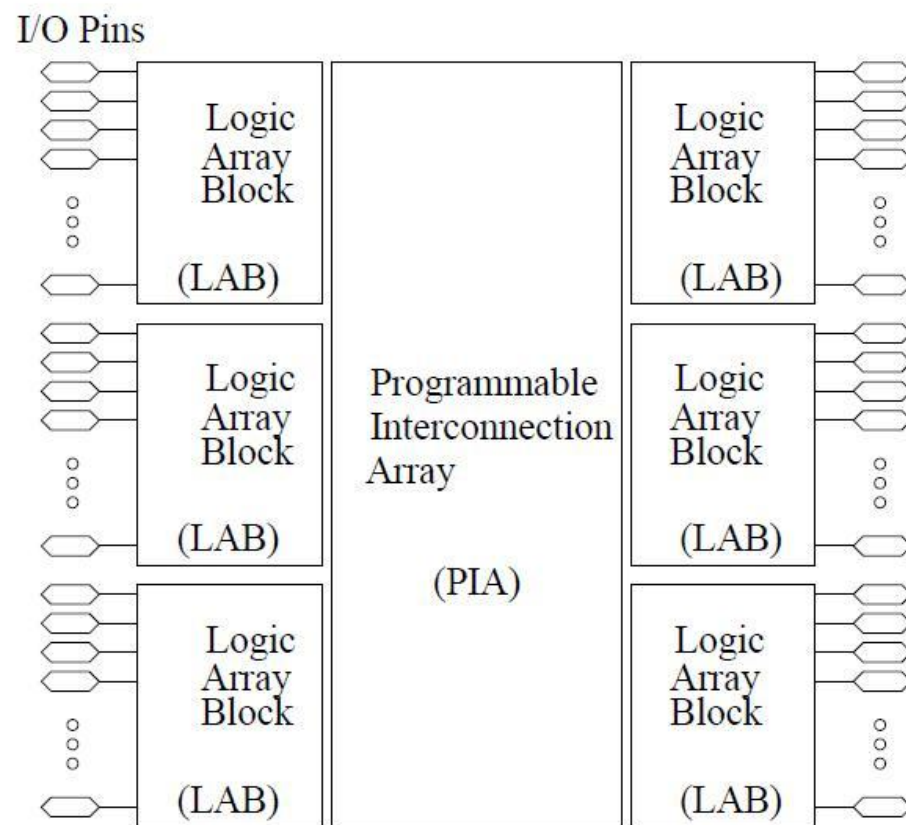 I/O Pins
Logic
Array
Block
(LAB)
Logic
Array
Block
(LAB)
Logic
Array
Block
(LAB)
Programmable
Interconnection
Array
(PIA)
Logic
Array
Block
(LAB)
Logic
Array
Block
(LAB)
Logic
Array
Block
(LAB)